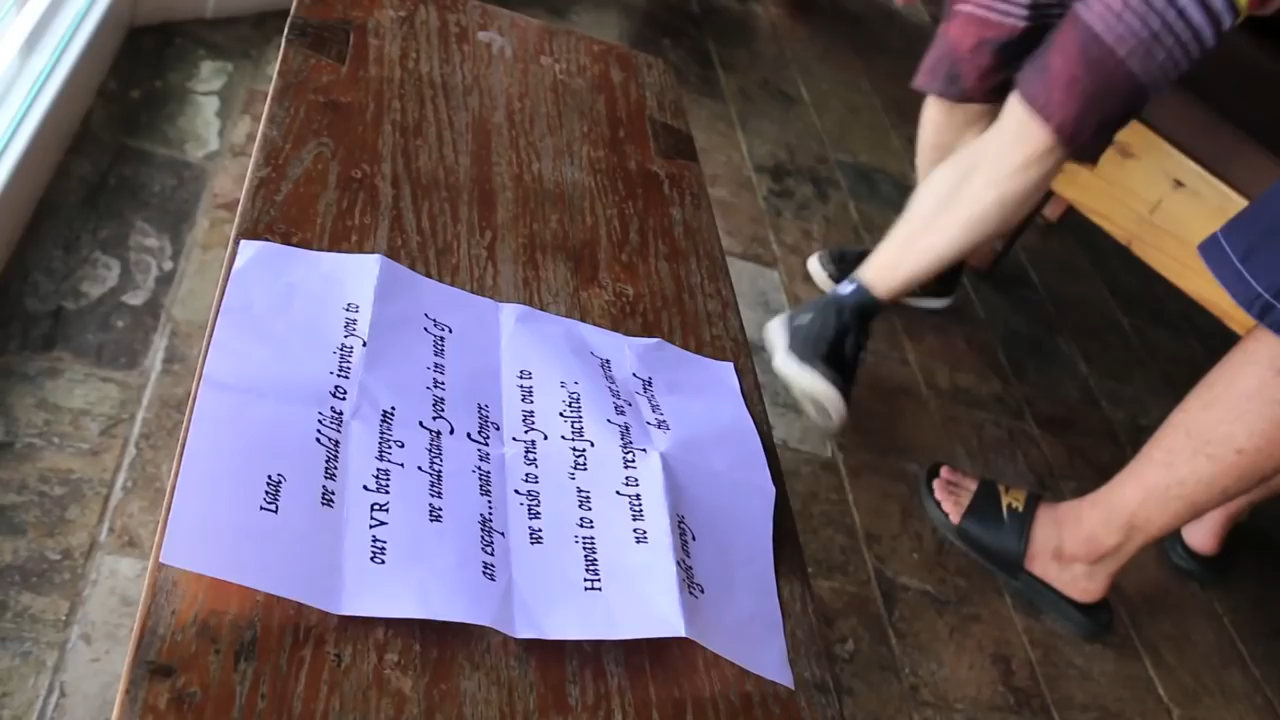 Isaac,
we would like to invite you to
our VR beta program.
we understand you're in need of
an escape...wait no longer.
we wish to send you out to
Hawaii to our "test facilities".
no need to respond, we get started
right away.
-the overlord